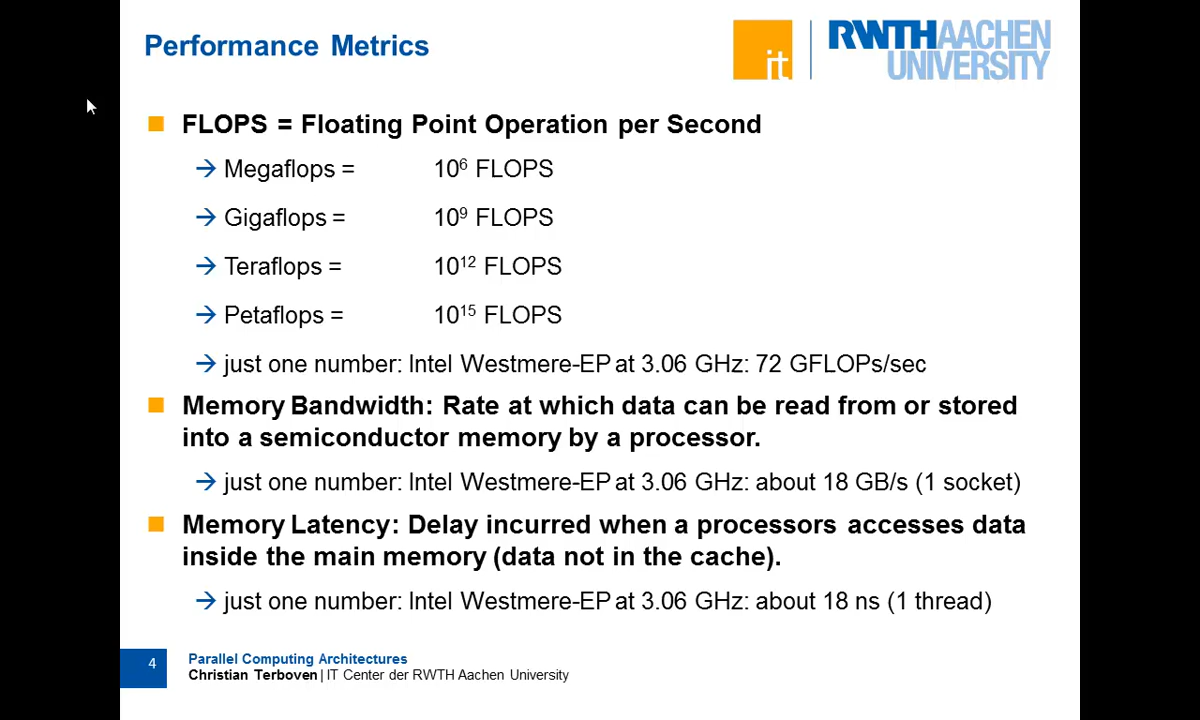 Performance Metrics
it
RWTHAACHEN
UNIVERSITY
FLOPS = Floating Point Operation per Second
→ Megaflops = 10⁶ FLOPS
→ Gigaflops = 10⁹ FLOPS
→ Teraflops = 10¹² FLOPS
→ Petaflops = 10¹⁵ FLOPS
→ just one number: Intel Westmere-EP at 3.06 GHz: 72 GFLOPs/sec
Memory Bandwidth: Rate at which data can be read from or stored
into a semiconductor memory by a processor.
→ just one number: Intel Westmere-EP at 3.06 GHz: about 18 GB/s (1 socket)
Memory Latency: Delay incurred when a processors accesses data
inside the main memory (data not in the cache).
→ just one number: Intel Westmere-EP at 3.06 GHz: about 18 ns (1 thread)
4
Parallel Computing Architectures
Christian Terboven | IT Center der RWTH Aachen University